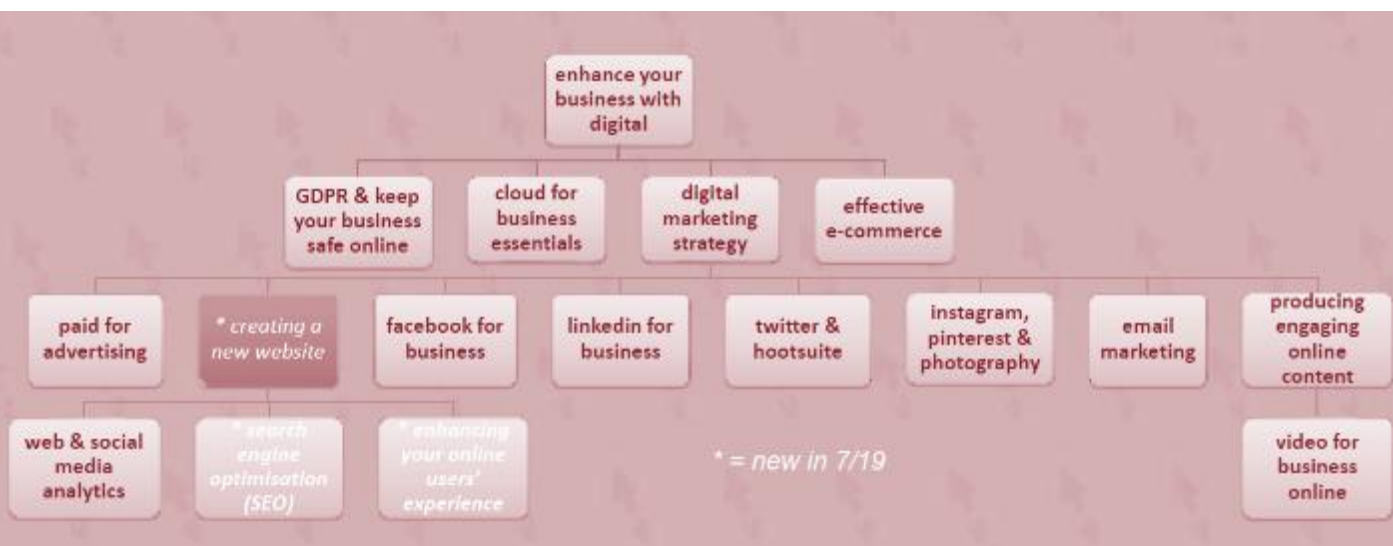 enhance your
business with
digital
GDPR & keep
your business
safe online
cloud for
business
essentials
digital
marketing
strategy
effective
e-commerce
paid for
advertising
* creating a
new website
facebook for
business
linkedin for
business
twitter &
hootsuite
instagram,
pinterest &
photography
email
marketing
producing
engaging
online
content
web & social
media
analytics
* search
engine
optimisation
(SEO)
* enhancing
your online
users'
experience
* = new in 7/19
video for
business
online